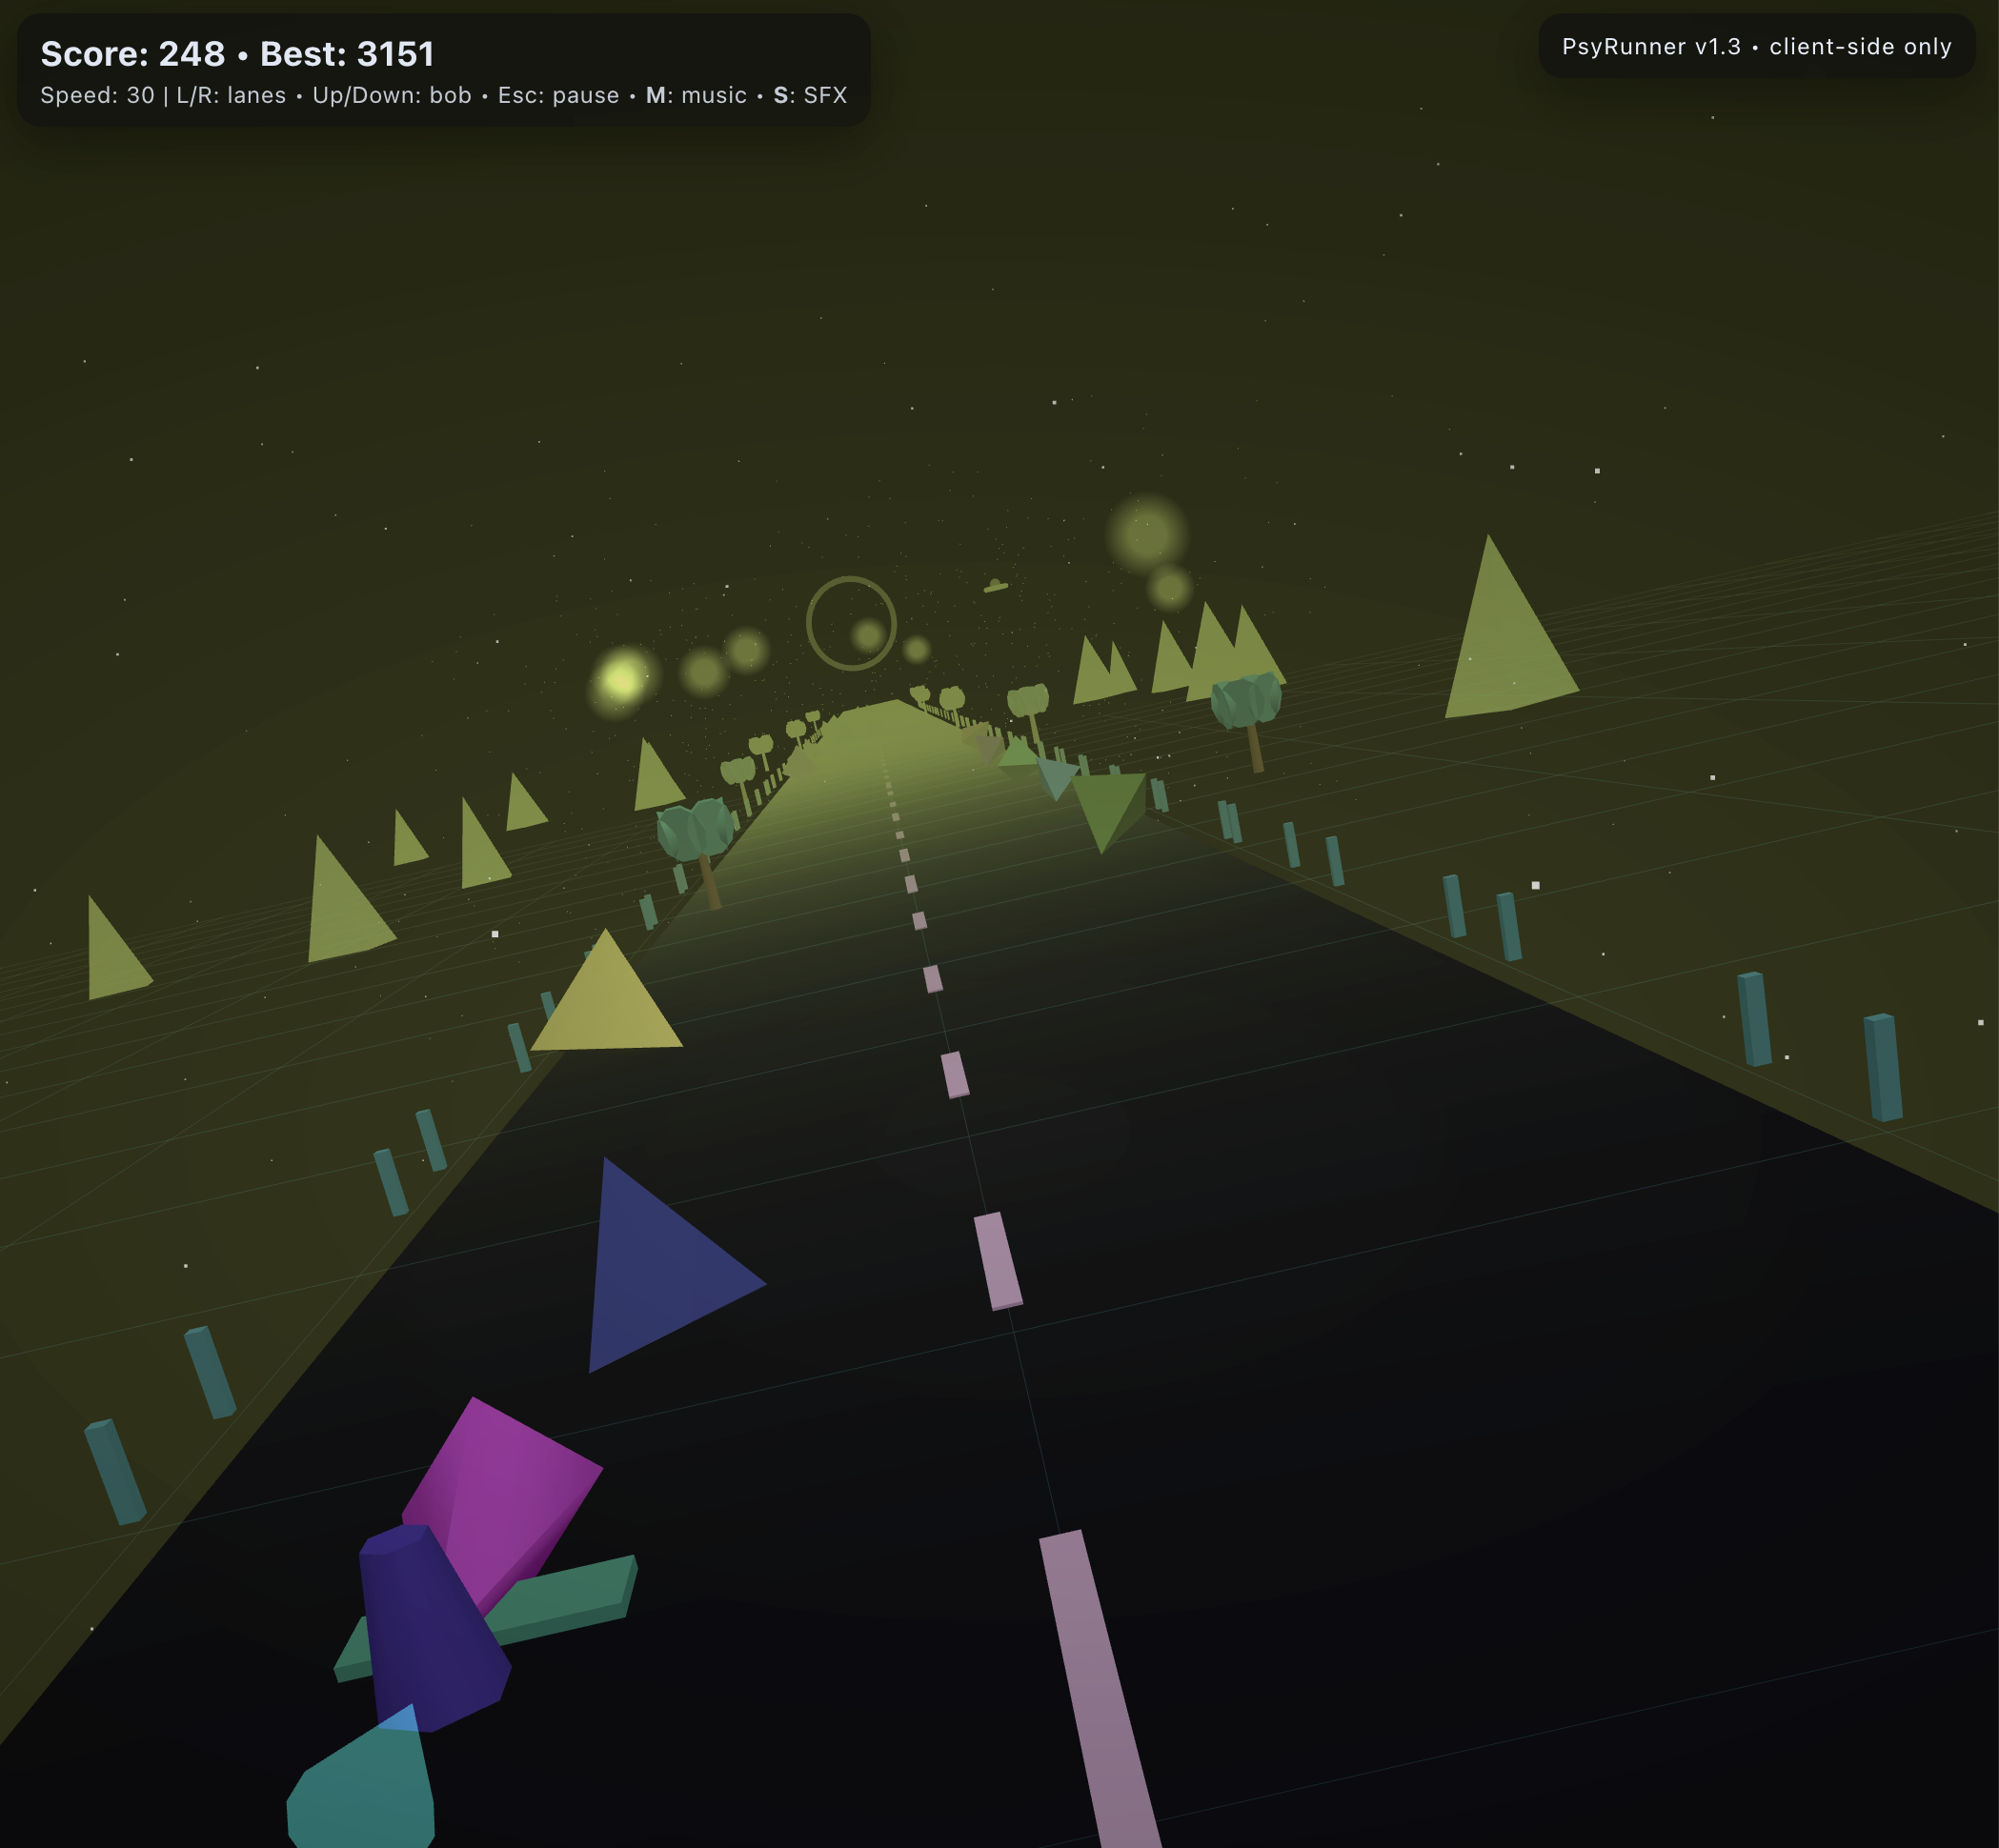 Score: 248 • Best: 3151
Speed: 30 | L/R: lanes • Up/Down: bob • Esc: pause • M: music • S: SFX
PsyRunner v1.3 • client-side only